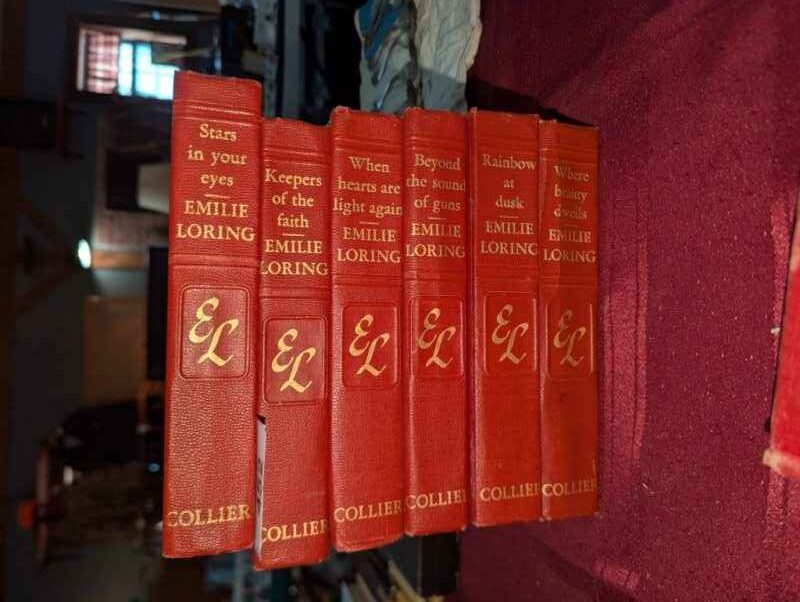 Stars
in your
eyes
EMILIE
LORING
EL
COLLIER
Keepers
of the
faith
EMILIE
LORING
EL
COLLIER
When
hearts are
light again
EMILIE
LORING
EL
COLLIER
Beyond
the sound
of guns
EMILIE
LORING
EL
COLLIER
Rainbow
at
dusk
EMILIE
LORING
EL
COLLIER
Where
beauty
dwells
EMILIE
LORING
EL
COLLIER